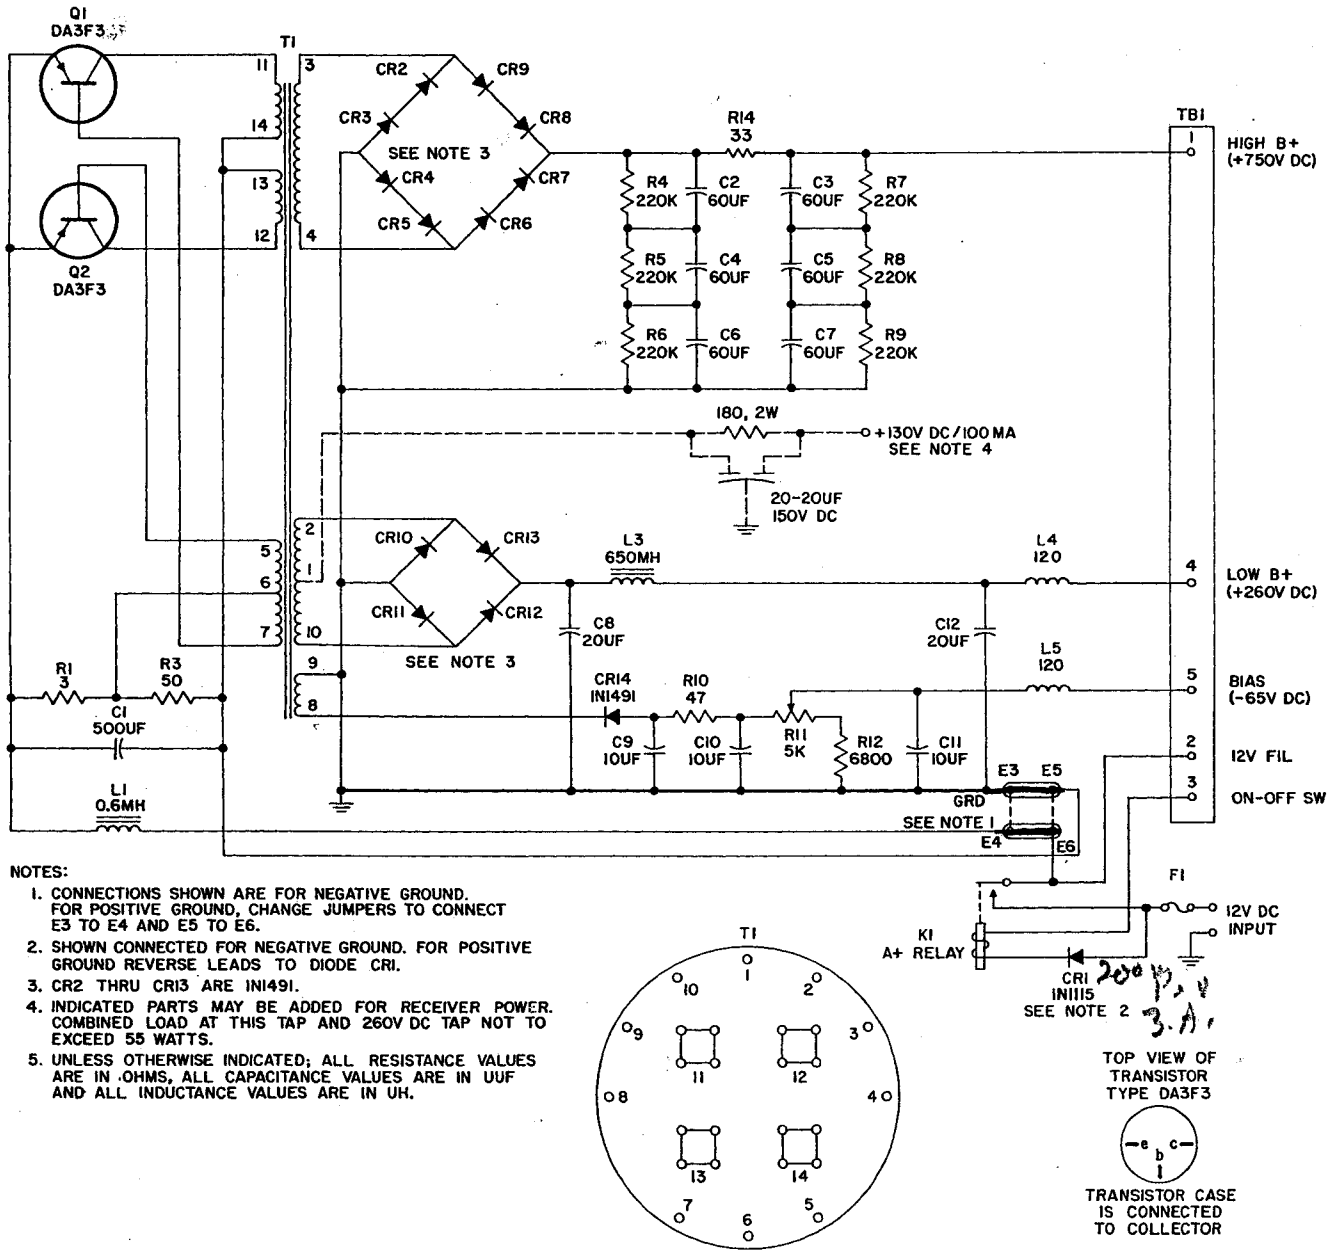 Q1
DA3F3
T1
11
3
CR2
CR9
TB1
R14
33
1
HIGH B+
(+750V DC)
14
CR3
CR8
SEE NOTE 3
13
CR4
CR7
R4
220K
C2
60UF
C3
60UF
R7
220K
12
4
CR5
CR6
Q2
DA3F3
R5
220K
C4
60UF
C5
60UF
R8
220K
R6
220K
C6
60UF
C7
60UF
R9
220K
180, 2W
+130V DC/100 MA
SEE NOTE 4
20-20UF
150V DC
2
CR10
CR13
L3
650MH
L4
120
5
6
1
4
LOW B+
(+260V DC)
7
10
CR11
CR12
C8
20UF
C12
20UF
SEE NOTE 3
9
L5
120
R1
3
R3
50
CR14
1N1491
R10
47
5
BIAS
(-65V DC)
8
C1
500UF
R11
5K
R12
6800
C9
10UF
C10
10UF
C11
10UF
2
12V FIL
L1
0.6MH
E3 E5
GRD
3
ON-OFF SW
SEE NOTE 1
E4
E6
F1
12V DC
INPUT
K1
A+ RELAY
CR1
1N1115
SEE NOTE 2
200 P.V
3.A.
NOTES:
1. CONNECTIONS SHOWN ARE FOR NEGATIVE GROUND.
FOR POSITIVE GROUND, CHANGE JUMPERS TO CONNECT
E3 TO E4 AND E5 TO E6.
2. SHOWN CONNECTED FOR NEGATIVE GROUND. FOR POSITIVE
GROUND REVERSE LEADS TO DIODE CR1.
3. CR2 THRU CR13 ARE 1N1491.
4. INDICATED PARTS MAY BE ADDED FOR RECEIVER POWER.
COMBINED LOAD AT THIS TAP AND 260V DC TAP NOT TO
EXCEED 55 WATTS.
5. UNLESS OTHERWISE INDICATED; ALL RESISTANCE VALUES
ARE IN OHMS, ALL CAPACITANCE VALUES ARE IN UUF
AND ALL INDUCTANCE VALUES ARE IN UH.
T1
1
10
2
9
3
11
12
8
4
13
14
7
5
6
TOP VIEW OF
TRANSISTOR
TYPE DA3F3
e b c
TRANSISTOR CASE
IS CONNECTED
TO COLLECTOR